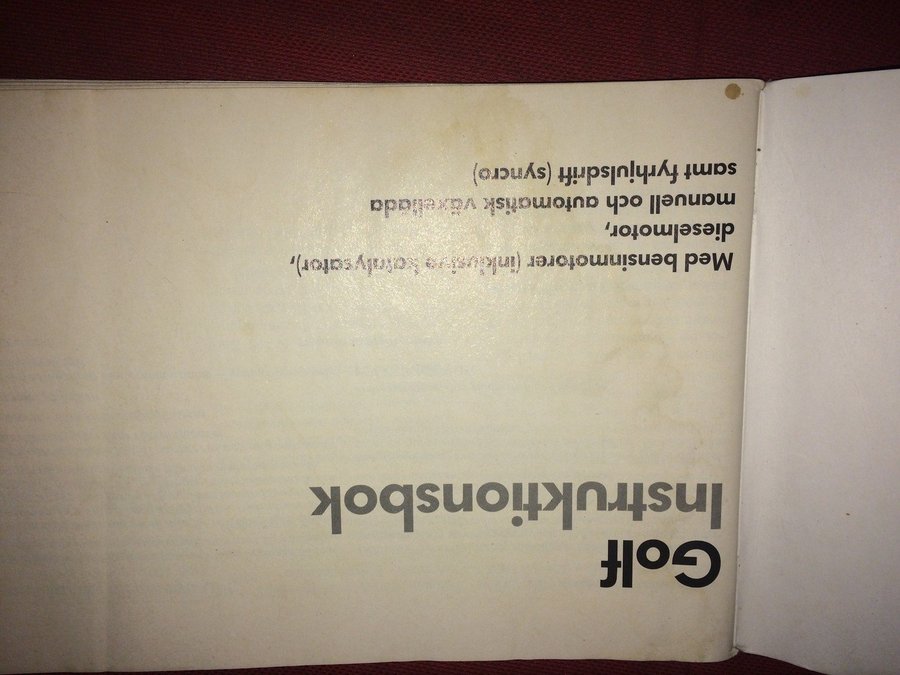 Golf
Instruktionsbok
Med bensinmotorer (inklusive katalysator),
dieselmotor,
manuell och automatisk växellåda
samt fyrhjulsdrift (syncro)